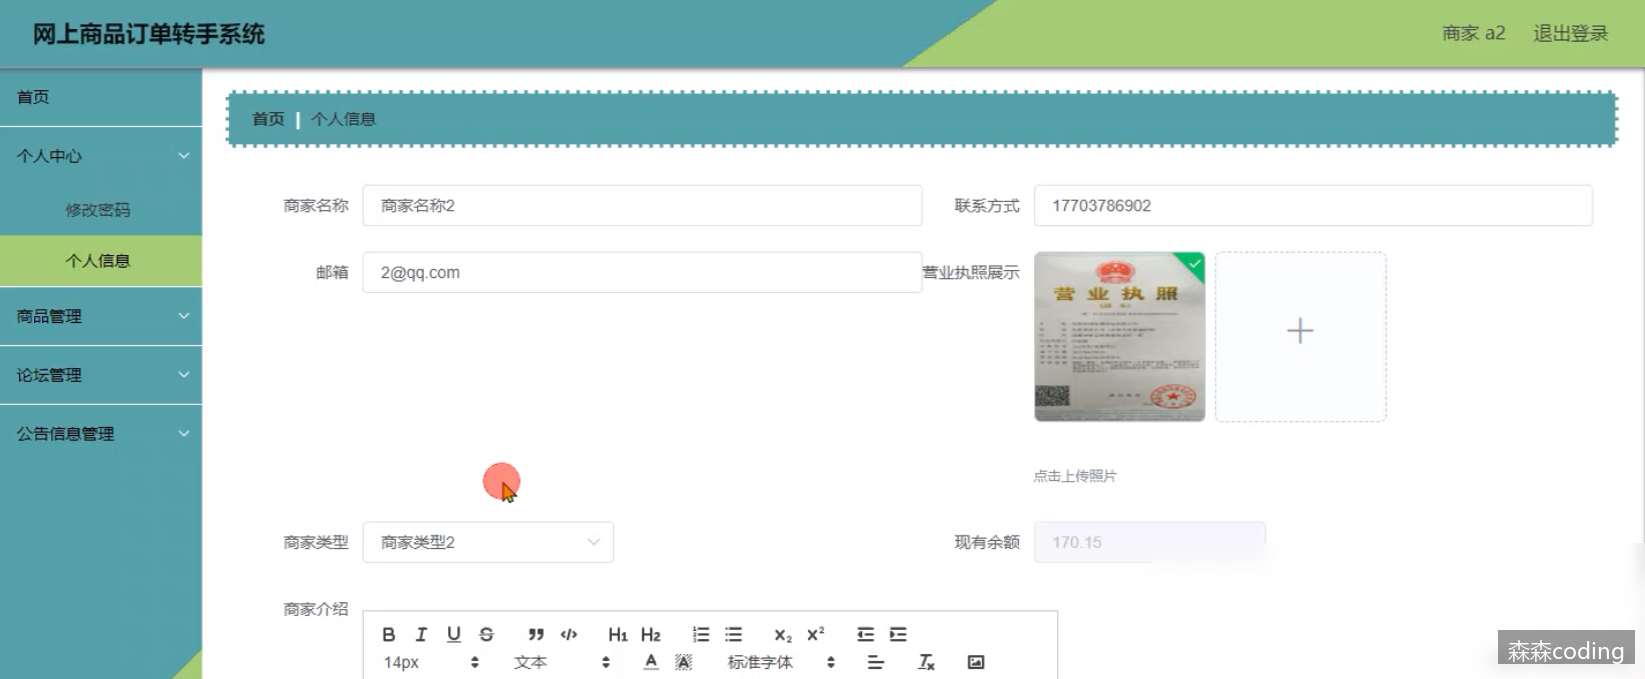 网上商品订单转手系统
商家 a2 退出登录
首页
个人中心
修改密码
个人信息
商品管理
论坛管理
公告信息管理
首页 | 个人信息
商家名称 商家名称2 联系方式 17703786902
邮箱 2@qq.com 营业执照展示
营业执照
点击上传照片
商家类型 商家类型2 现有余额 170.15
商家介绍
B I U S H1 H2 X2 X2
14px 文本 A A 标准字体 Tx
森森coding